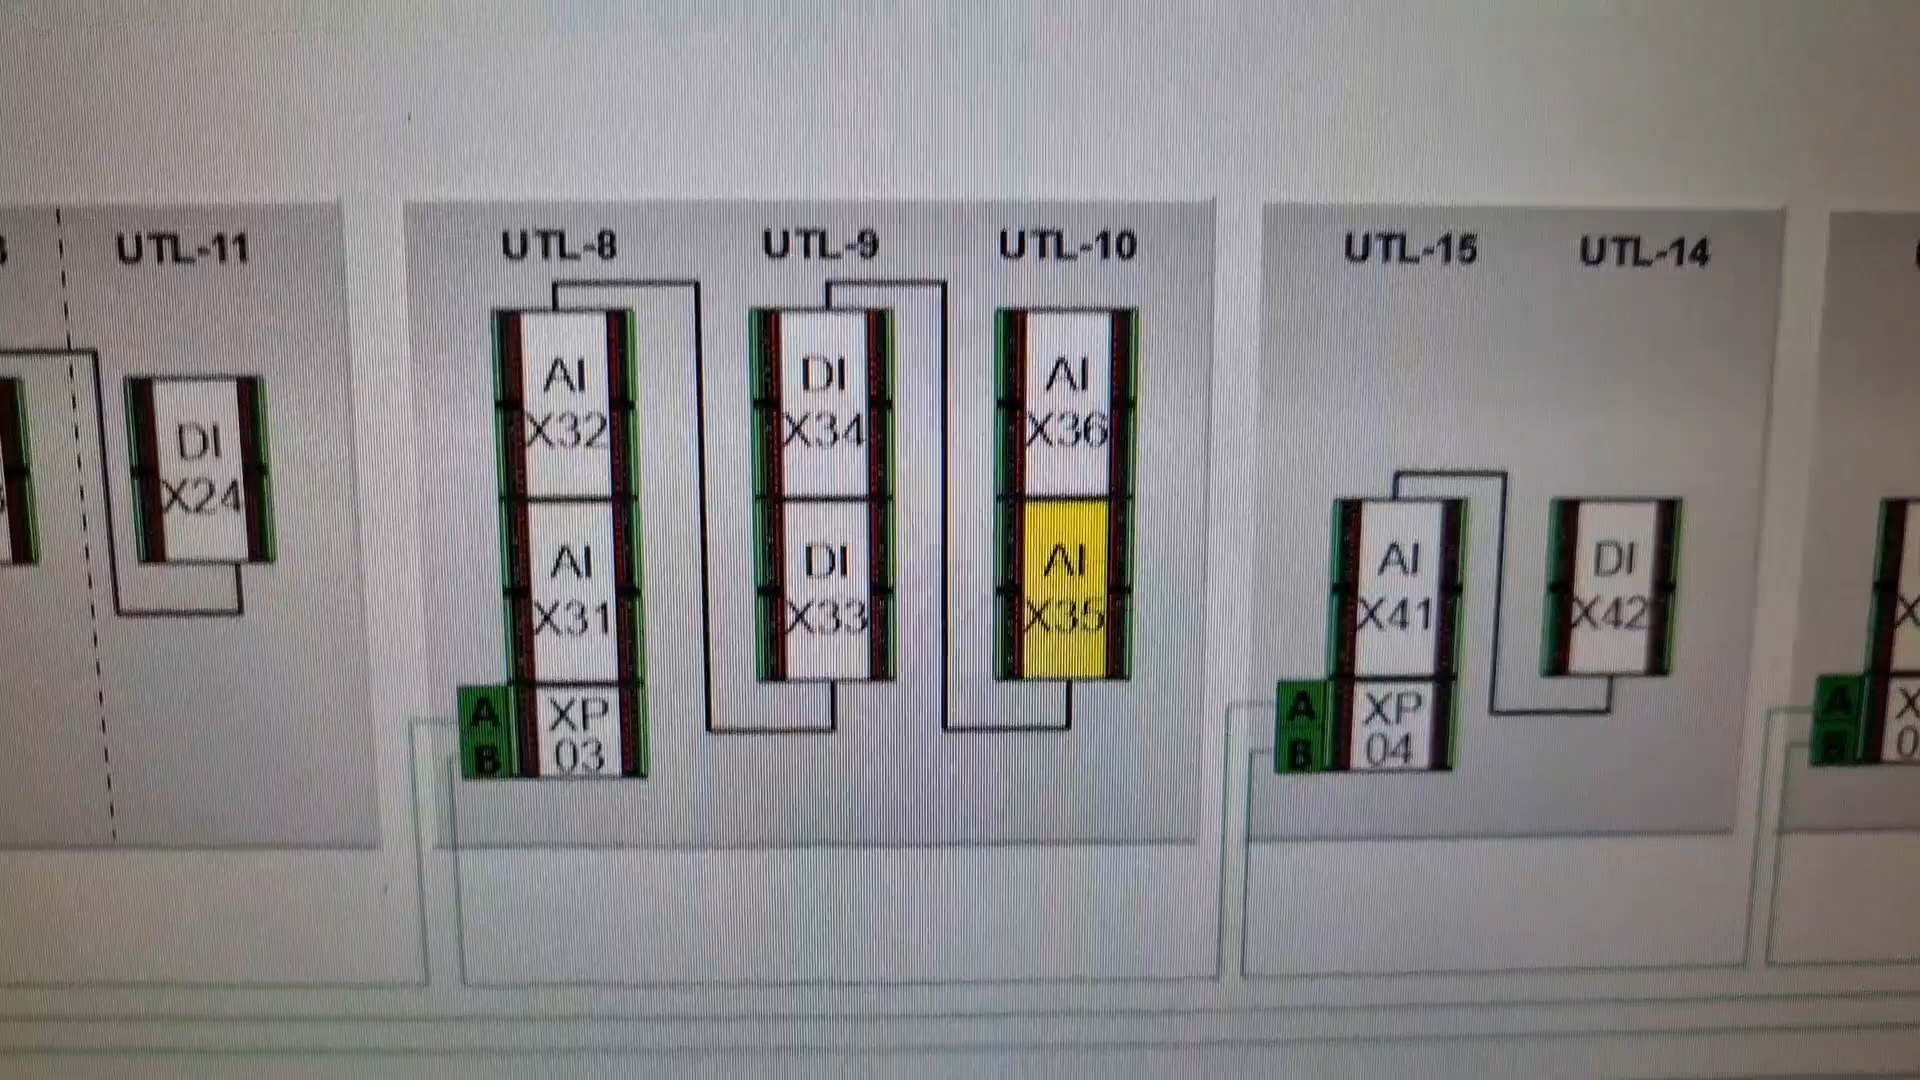 UTL-11
DI
X24
UTL-8
UTL-9
UTL-10
AI
X32
DI
X34
AI
X36
AI
X31
DI
X33
AI
X35
A
B
XP
03
UTL-15
UTL-14
AI
X41
DI
X42
A
B
XP
04
A
B